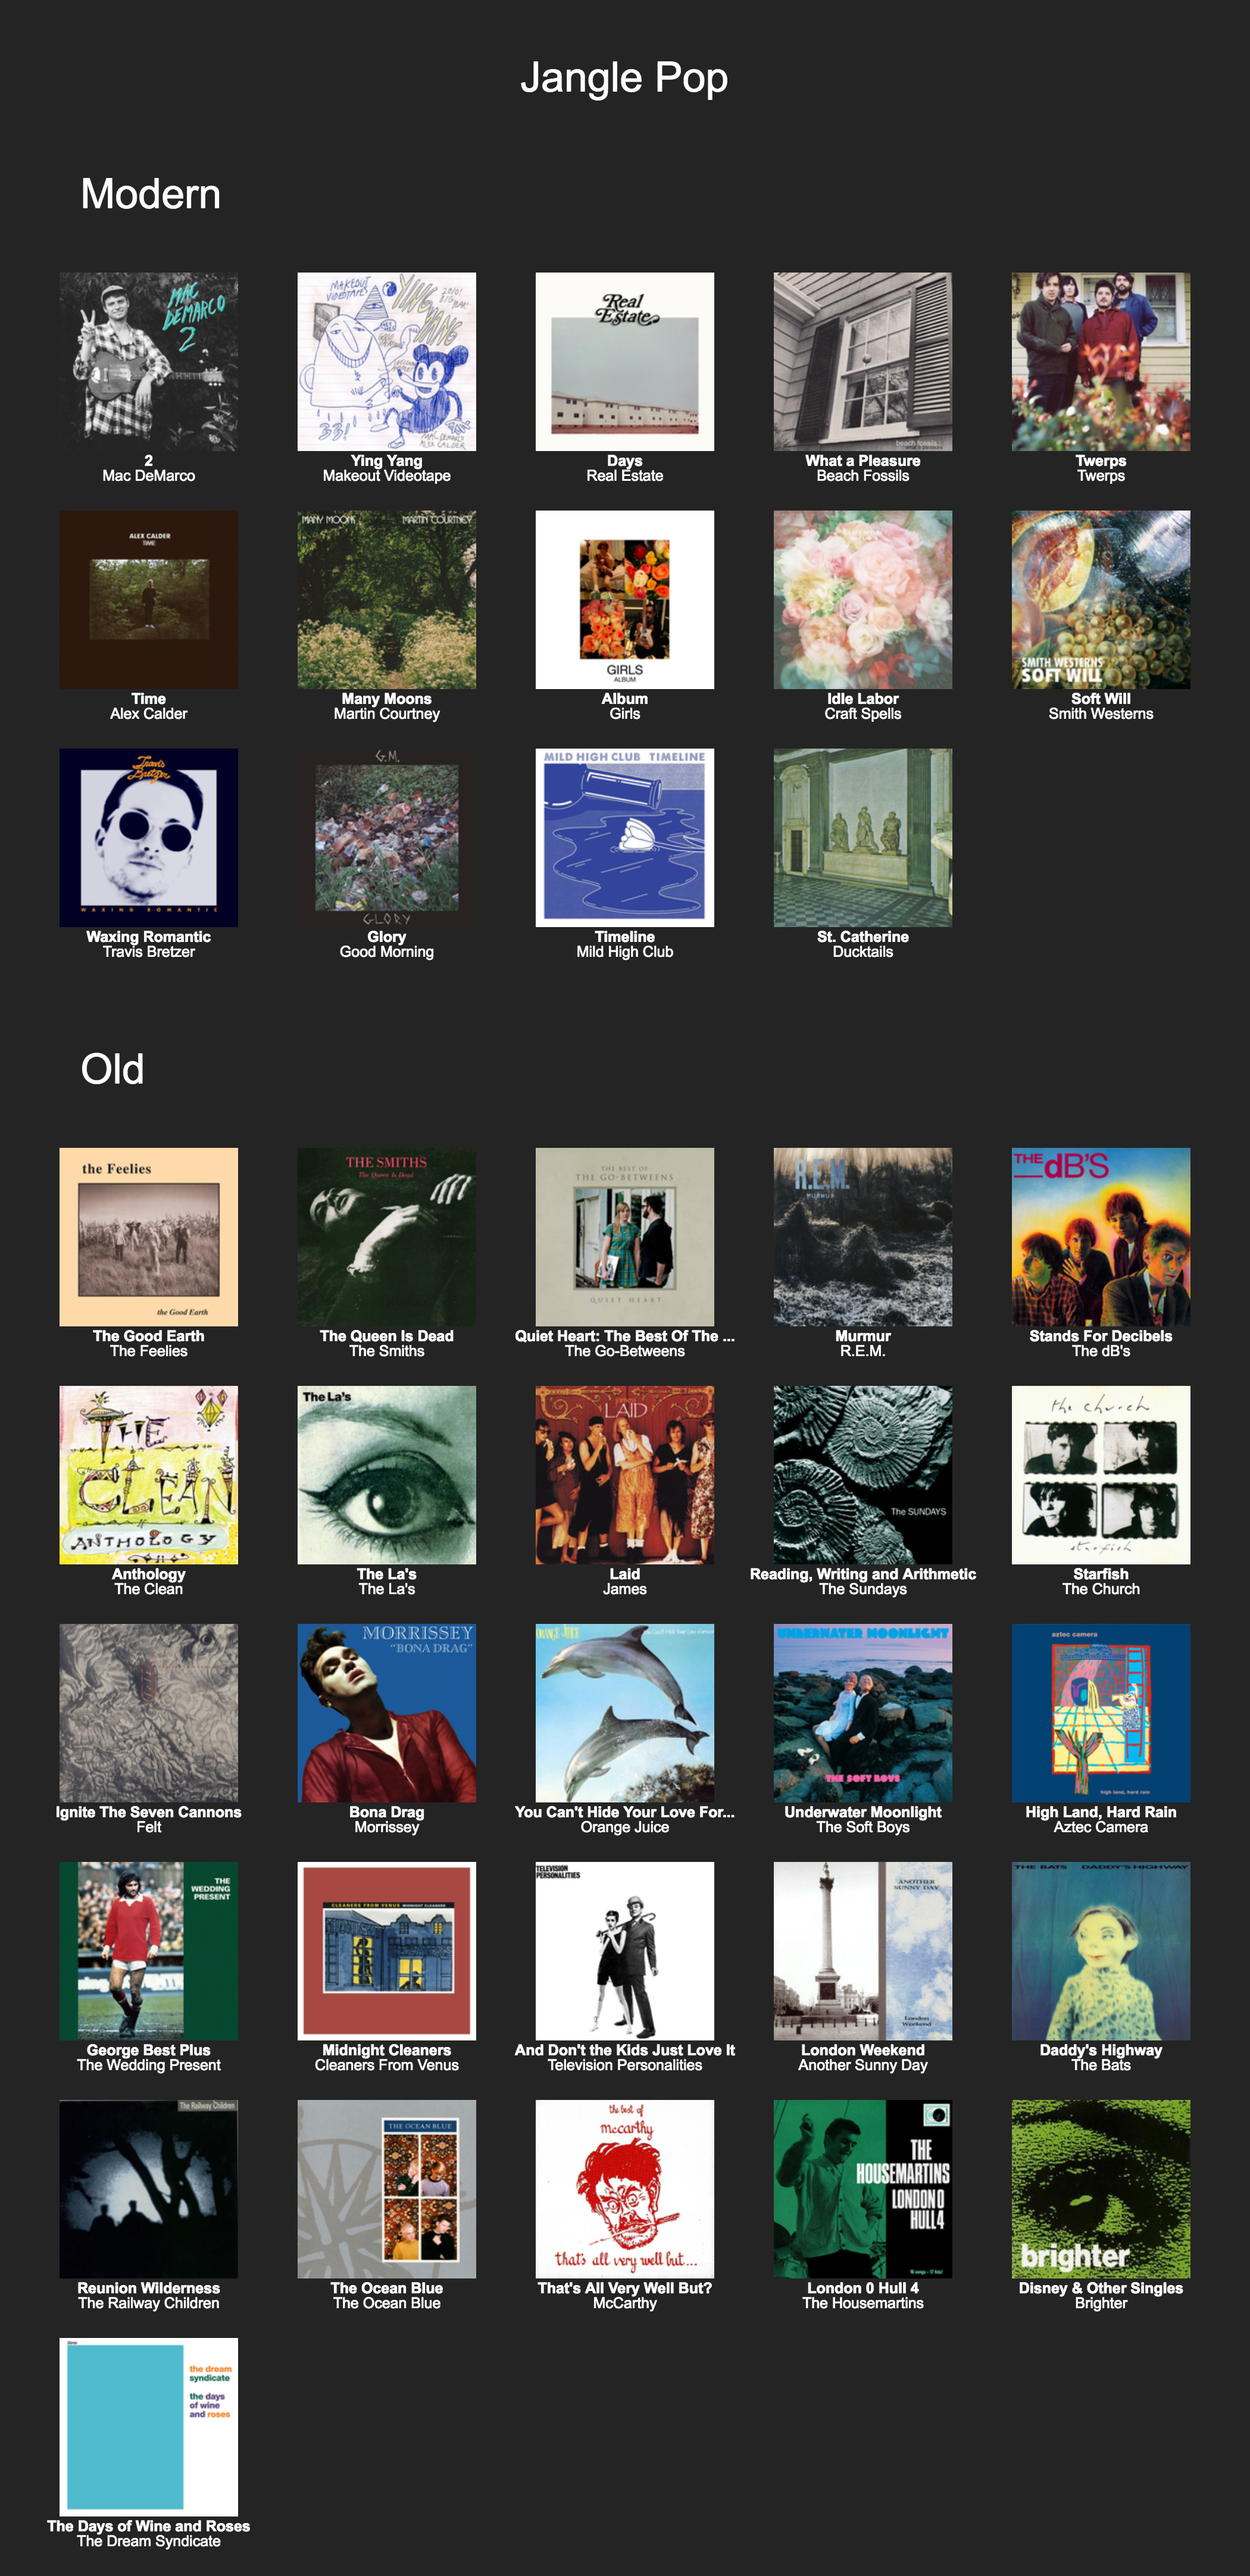 Jangle Pop
Modern
MAC
DEMARCO
2
MAKEOUT
VIDEOTAPES
YING
YANG
MAC DEMARCO
ALEX CALDER
Real
Estate
beach fossils
2
Mac DeMarco
Ying Yang
Makeout Videotape
Days
Real Estate
What a Pleasure
Beach Fossils
Twerps
Twerps
ALEX CALDER
TIME
MANY MOONS
MARTIN COURTNEY
GIRLS
ALBUM
SMITH WESTERNS
SOFT WILL
Time
Alex Calder
Many Moons
Martin Courtney
Album
Girls
Idle Labor
Craft Spells
Soft Will
Smith Westerns
Travis
Bretzer
WAXING ROMANTIC
G.M.
GLORY
MILD HIGH CLUB TIMELINE
Waxing Romantic
Travis Bretzer
Glory
Good Morning
Timeline
Mild High Club
St. Catherine
Ducktails
Old
the Feelies
the Good Earth
THE SMITHS
The Queen Is Dead
THE BEST OF
THE GO-BETWEENS
QUIET HEART
R.E.M.
MURMUR
THE dB'S
The Good Earth
The Feelies
The Queen Is Dead
The Smiths
Quiet Heart: The Best Of The ...
The Go-Betweens
Murmur
R.E.M.
Stands For Decibels
The dB's
THE
CLEAN
ANTHOLOGY
The La's
LAID
The SUNDAYS
the church
starfish
Anthology
The Clean
The La's
The La's
Laid
James
Reading, Writing and Arithmetic
The Sundays
Starfish
The Church
MORRISSEY
"BONA DRAG"
ORANGE JUICE
UNDERWATER MOONLIGHT
THE SOFT BOYS
aztec camera
high land, hard rain
Ignite The Seven Cannons
Felt
Bona Drag
Morrissey
You Can't Hide Your Love For...
Orange Juice
Underwater Moonlight
The Soft Boys
High Land, Hard Rain
Aztec Camera
THE
WEDDING
PRESENT
CLEANERS FROM VENUS MIDNIGHT CLEANERS
TELEVISION
PERSONALITIES
ANOTHER
SUNNY DAY
London
Weekend
THE BATS DADDY'S HIGHWAY
George Best Plus
The Wedding Present
Midnight Cleaners
Cleaners From Venus
And Don't the Kids Just Love It
Television Personalities
London Weekend
Another Sunny Day
Daddy's Highway
The Bats
The Railway Children
THE OCEAN BLUE
the best of
mccarthy
that's all very well but...
THE
HOUSEMARTINS
LONDON 0
HULL 4
brighter
Reunion Wilderness
The Railway Children
The Ocean Blue
The Ocean Blue
That's All Very Well But?
McCarthy
London 0 Hull 4
The Housemartins
Disney & Other Singles
Brighter
the dream
syndicate
the days
of wine
and roses
The Days of Wine and Roses
The Dream Syndicate